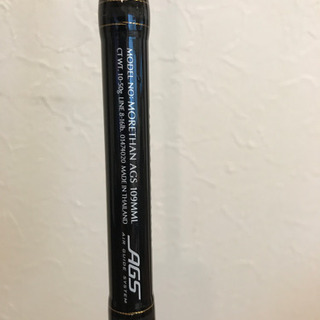 MODEL NO: MORETHAN AGS 109MML
CT WT. 10-50g. LINE 8-16lb. 01474020 MADE IN THAILAND
AGS
AIR GUIDE SYSTEM